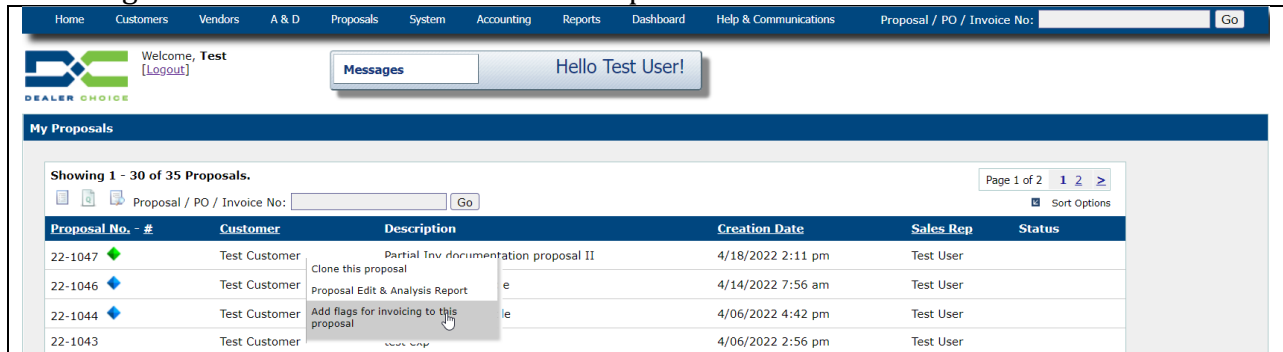 Home Customers Vendors A & D Proposals System Accounting Reports Dashboard Help & Communications Proposal / PO / Invoice No: Go
Welcome, Test
[Logout]
Messages Hello Test User!
DEALER CHOICE
My Proposals
Showing 1 - 30 of 35 Proposals. Page 1 of 2 1 2 >
Proposal / PO / Invoice No: Go Sort Options
Proposal No. - # Customer Description Creation Date Sales Rep Status
22-1047 Test Customer Partial Inv documentation proposal II 4/18/2022 2:11 pm Test User
Clone this proposal
22-1046 Test Customer e 4/14/2022 7:56 am Test User
Proposal Edit & Analysis Report
22-1044 Test Customer le 4/06/2022 4:42 pm Test User
Add flags for invoicing to this
proposal
22-1043 Test Customer test exp 4/06/2022 2:56 pm Test User